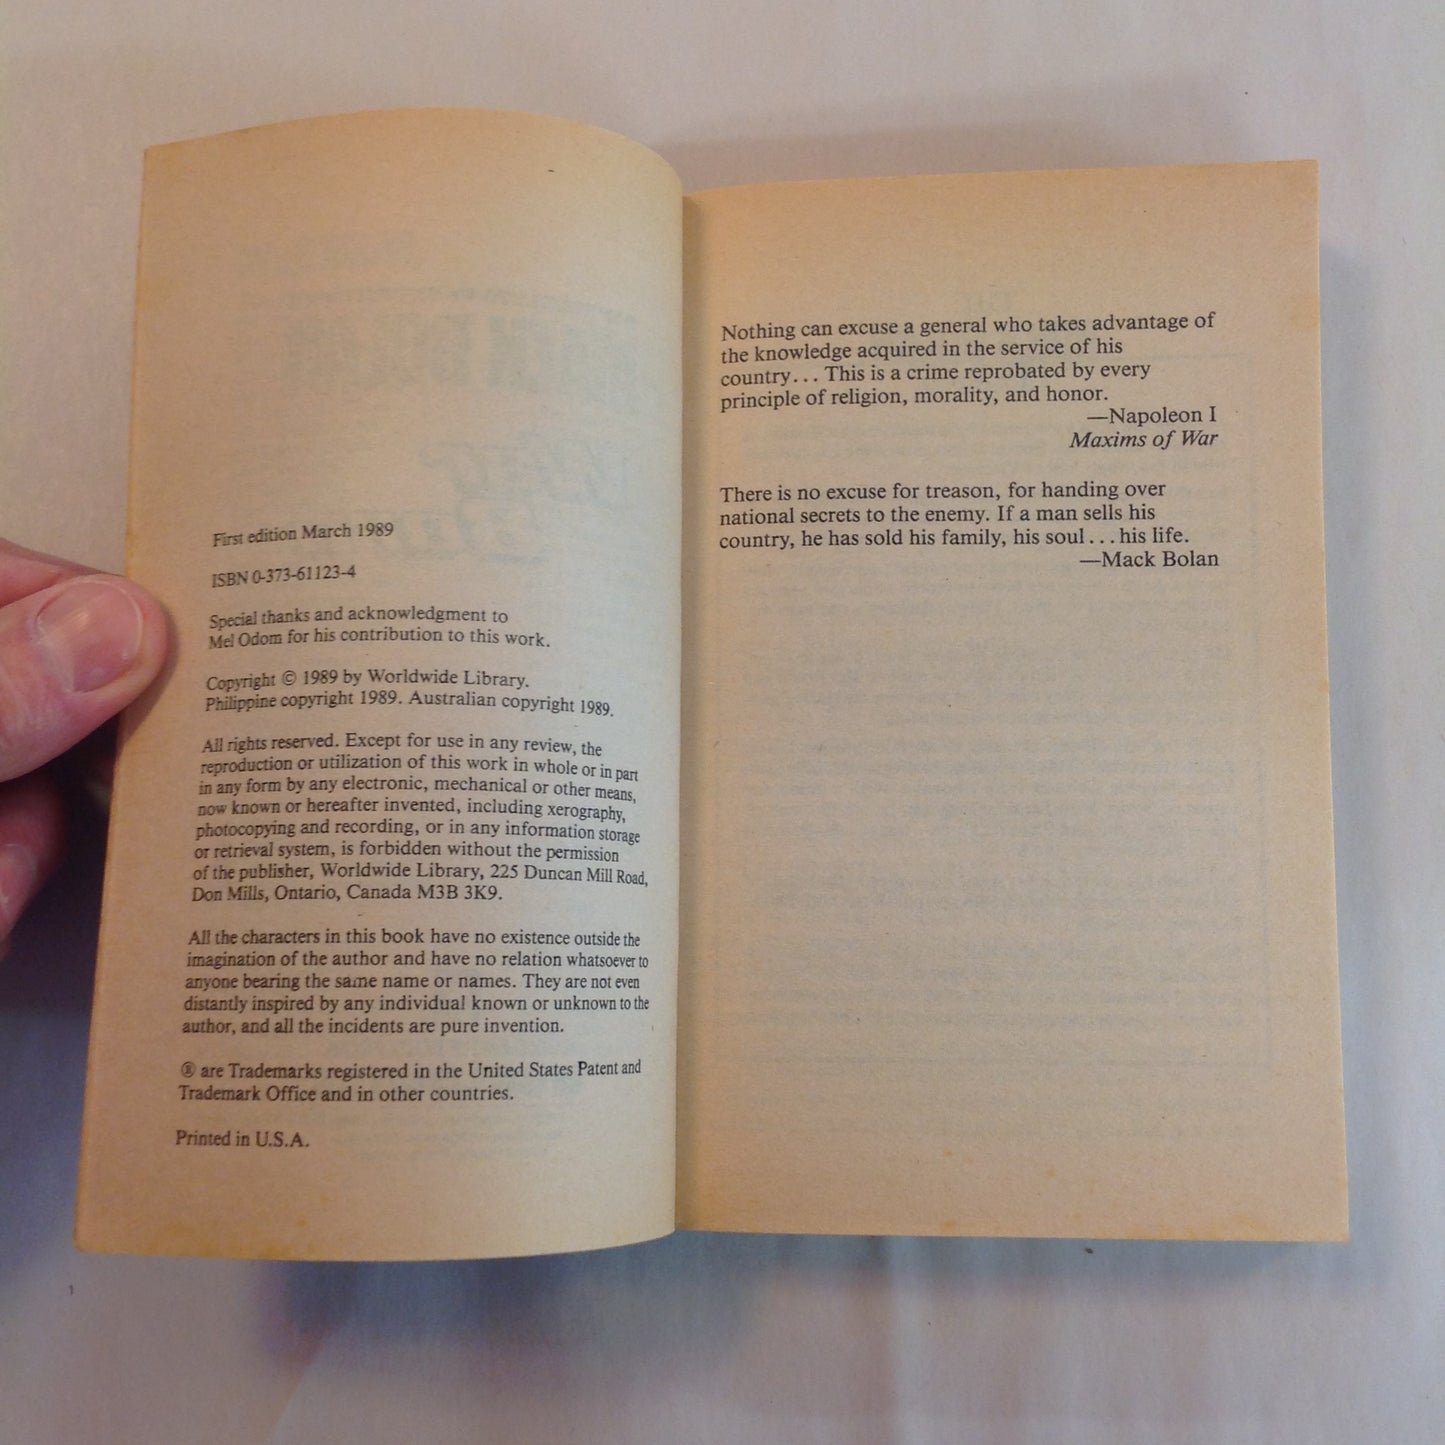 First edition March 1989
ISBN 0-373-61123-4
Special thanks and acknowledgment to
Mel Odom for his contribution to this work.
Copyright © 1989 by Worldwide Library.
Philippine copyright 1989. Australian copyright 1989.
All rights reserved. Except for use in any review, the
reproduction or utilization of this work in whole or in part
in any form by any electronic, mechanical or other means,
now known or hereafter invented, including xerography,
photocopying and recording, or in any information storage
or retrieval system, is forbidden without the permission
of the publisher, Worldwide Library, 225 Duncan Mill Road,
Don Mills, Ontario, Canada M3B 3K9.
All the characters in this book have no existence outside the
imagination of the author and have no relation whatsoever to
anyone bearing the same name or names. They are not even
distantly inspired by any individual known or unknown to the
author, and all the incidents are pure invention.
® are Trademarks registered in the United States Patent and
Trademark Office and in other countries.
Printed in U.S.A.
Nothing can excuse a general who takes advantage of
the knowledge acquired in the service of his
country... This is a crime reprobated by every
principle of religion, morality, and honor.
—Napoleon I
Maxims of War
There is no excuse for treason, for handing over
national secrets to the enemy. If a man sells his
country, he has sold his family, his soul...his life.
—Mack Bolan